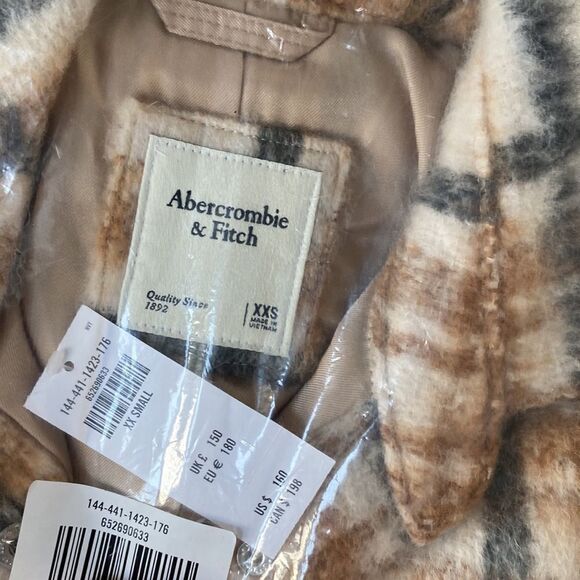 Abercrombie
& Fitch
Quality Since
1892
XXS
MADE IN
VIETNAM
144-441-1423-176
652690633
XX SMALL
UK £ 150
EU € 180
US $ 160
CAN $ 198
144-441-1423-176
652690633